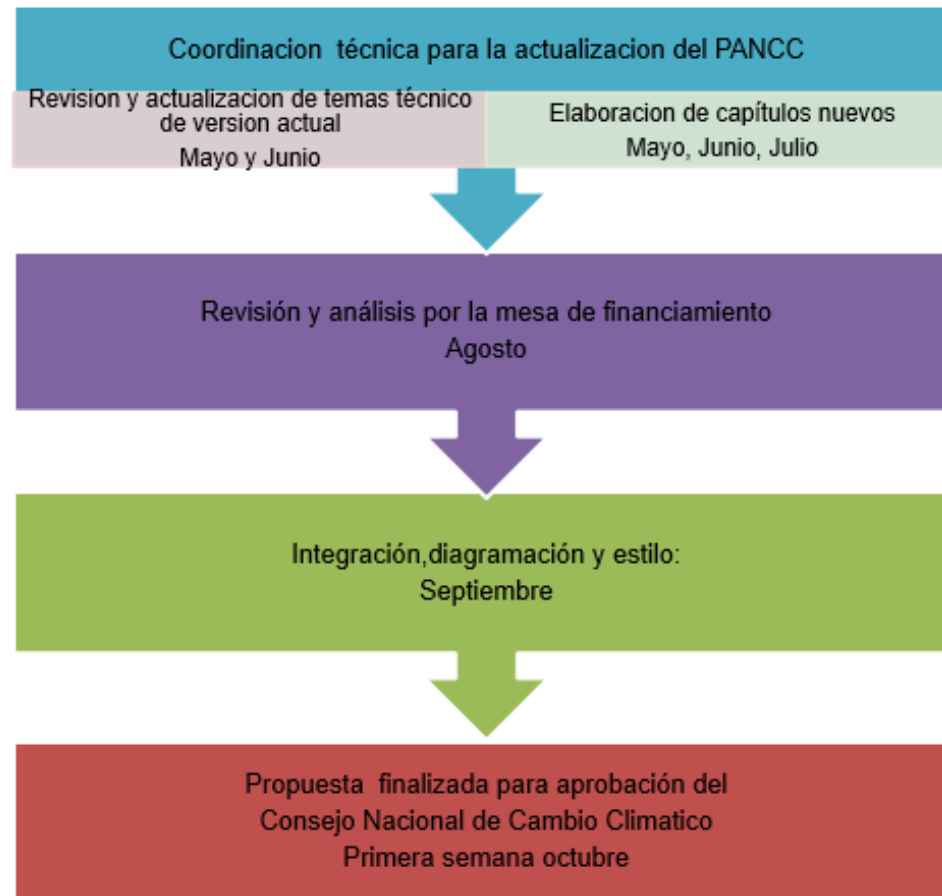 Coordinacion técnica para la actualizacion del PANCC
Revision y actualizacion de temas técnico
de version actual
Mayo y Junio
Elaboracion de capítulos nuevos
Mayo, Junio, Julio
Revisión y análisis por la mesa de financiamiento
Agosto
Integración,diagramación y estilo:
Septiembre
Propuesta finalizada para aprobación del
Consejo Nacional de Cambio Climatico
Primera semana octubre